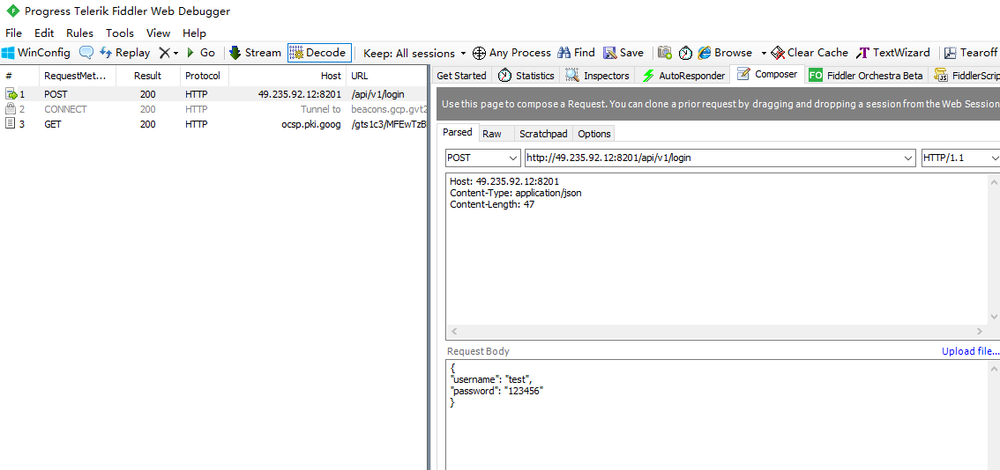 Progress Telerik Fiddler Web Debugger
File Edit Rules Tools View Help
WinConfig Replay Go Stream Decode Keep: All sessions Any Process Find Save Browse Clear Cache TextWizard Tearoff
# RequestMet... Result Protocol Host URL
1 POST 200 HTTP 49.235.92.12:8201 /api/v1/login
2 CONNECT 200 HTTP Tunnel to beacons.gcp.gvt2
3 GET 200 HTTP ocsp.pki.goog /gts1c3/MFEwTzB
Get Started Statistics Inspectors AutoResponder Composer FO Fiddler Orchestra Beta FiddlerScrip
Use this page to compose a Request. You can clone a prior request by dragging and dropping a session from the Web Session
Parsed Raw Scratchpad Options
POST http://49.235.92.12:8201/api/v1/login HTTP/1.1
Host: 49.235.92.12:8201
Content-Type: application/json
Content-Length: 47
Request Body Upload file...
{
"username": "test",
"password": "123456"
}